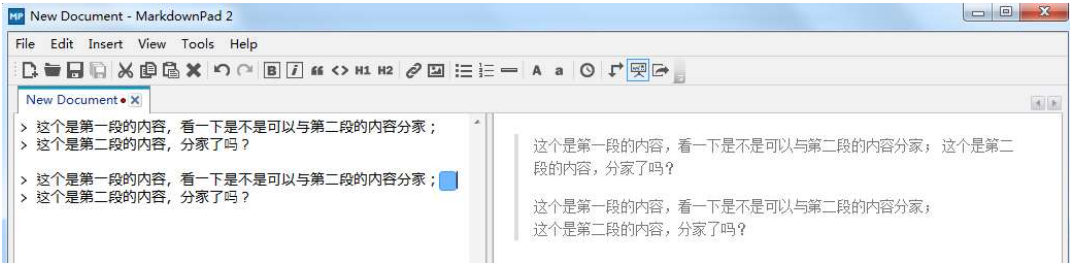 New Document - MarkdownPad 2
File Edit Insert View Tools Help
B i “ <> H1 H2 A a
New Document
> 这个是第一段的内容，看一下是不是可以与第二段的内容分家；
> 这个是第二段的内容，分家了吗？
> 这个是第一段的内容，看一下是不是可以与第二段的内容分家；
> 这个是第二段的内容，分家了吗？
这个是第一段的内容，看一下是不是可以与第二段的内容分家；这个是第二
段的内容，分家了吗？
这个是第一段的内容，看一下是不是可以与第二段的内容分家；
这个是第二段的内容，分家了吗？